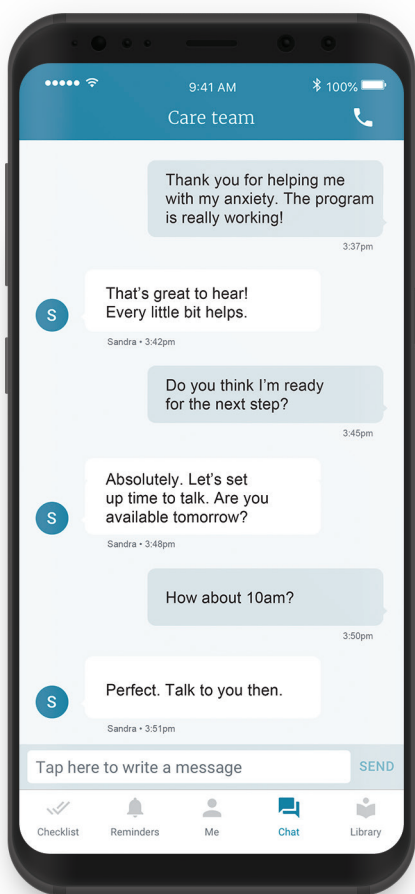 9:41 AM
100%
Care team
Thank you for helping me
with my anxiety. The program
is really working!
3:37pm
That's great to hear!
Every little bit helps.
S
Sandra • 3:42pm
Do you think I'm ready
for the next step?
3:45pm
Absolutely. Let's set
up time to talk. Are you
available tomorrow?
S
Sandra • 3:48pm
How about 10am?
3:50pm
Perfect. Talk to you then.
S
Sandra • 3:51pm
Tap here to write a message
SEND
Checklist Reminders Me Chat Library